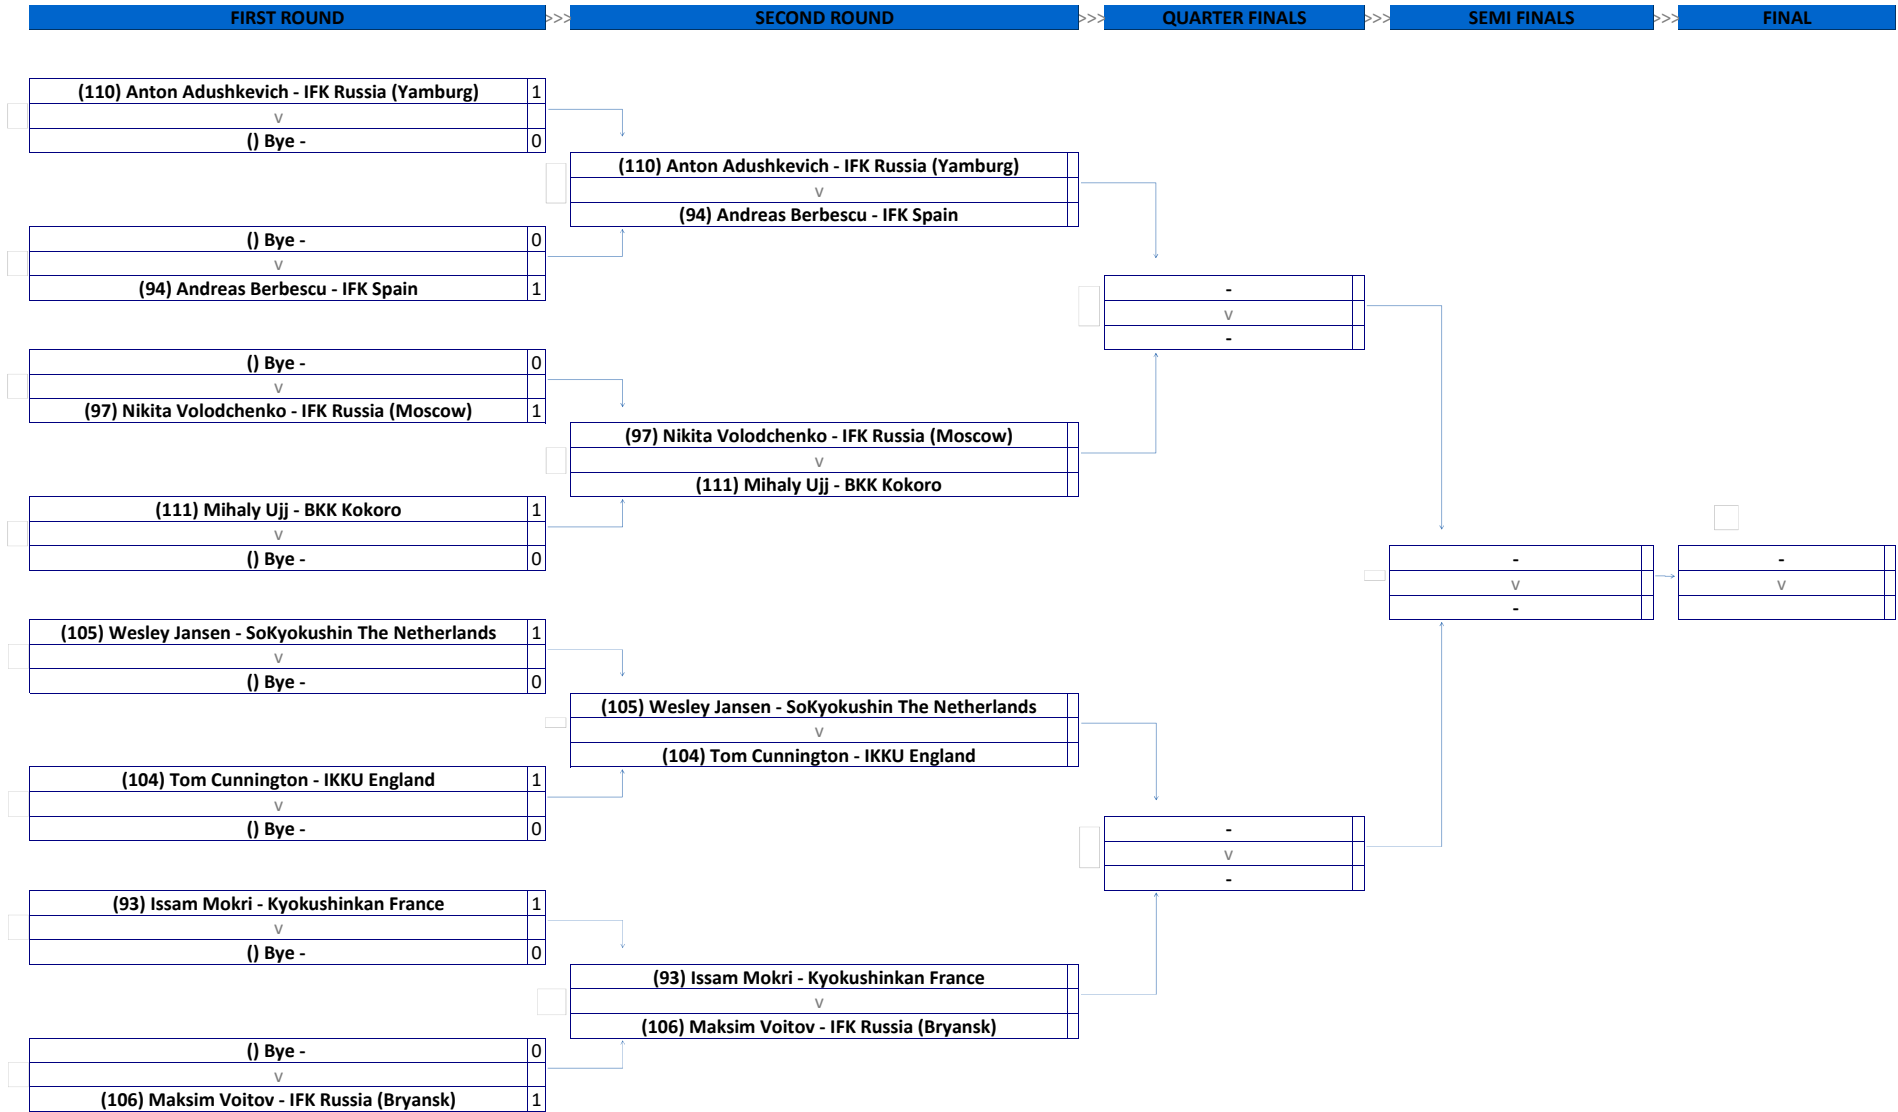 FIRST ROUND >>> SECOND ROUND >>> QUARTER FINALS >>> SEMI FINALS >>> FINAL
(110) Anton Adushkevich - IFK Russia (Yamburg) 1
v
() Bye - 0
() Bye - 0
v
(94) Andreas Berbescu - IFK Spain 1
() Bye - 0
v
(97) Nikita Volodchenko - IFK Russia (Moscow) 1
(111) Mihaly Ujj - BKK Kokoro 1
v
() Bye - 0
(105) Wesley Jansen - SoKyokushin The Netherlands 1
v
() Bye - 0
(104) Tom Cunnington - IKKU England 1
v
() Bye - 0
(93) Issam Mokri - Kyokushinkan France 1
v
() Bye - 0
() Bye - 0
v
(106) Maksim Voitov - IFK Russia (Bryansk) 1
(110) Anton Adushkevich - IFK Russia (Yamburg)
v
(94) Andreas Berbescu - IFK Spain
(97) Nikita Volodchenko - IFK Russia (Moscow)
v
(111) Mihaly Ujj - BKK Kokoro
(105) Wesley Jansen - SoKyokushin The Netherlands
v
(104) Tom Cunnington - IKKU England
(93) Issam Mokri - Kyokushinkan France
v
(106) Maksim Voitov - IFK Russia (Bryansk)
-
v
-
-
v
-
-
v
-
-
v